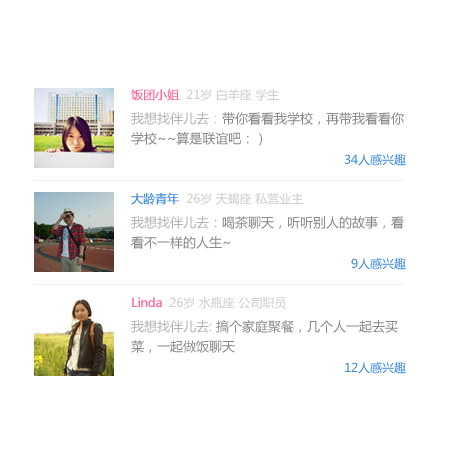 饭团小姐 21岁 白羊座 学生
我想找伴儿去：带你看看我学校，再带我看看你
学校~~算是联谊吧：）
34人感兴趣
大龄青年 26岁 天蝎座 私营业主
我想找伴儿去：喝茶聊天，听听别人的故事，看
看不一样的人生~
9人感兴趣
Linda 26岁 水瓶座 公司职员
我想找伴儿去: 搞个家庭聚餐，几个人一起去买
菜，一起做饭聊天
12人感兴趣